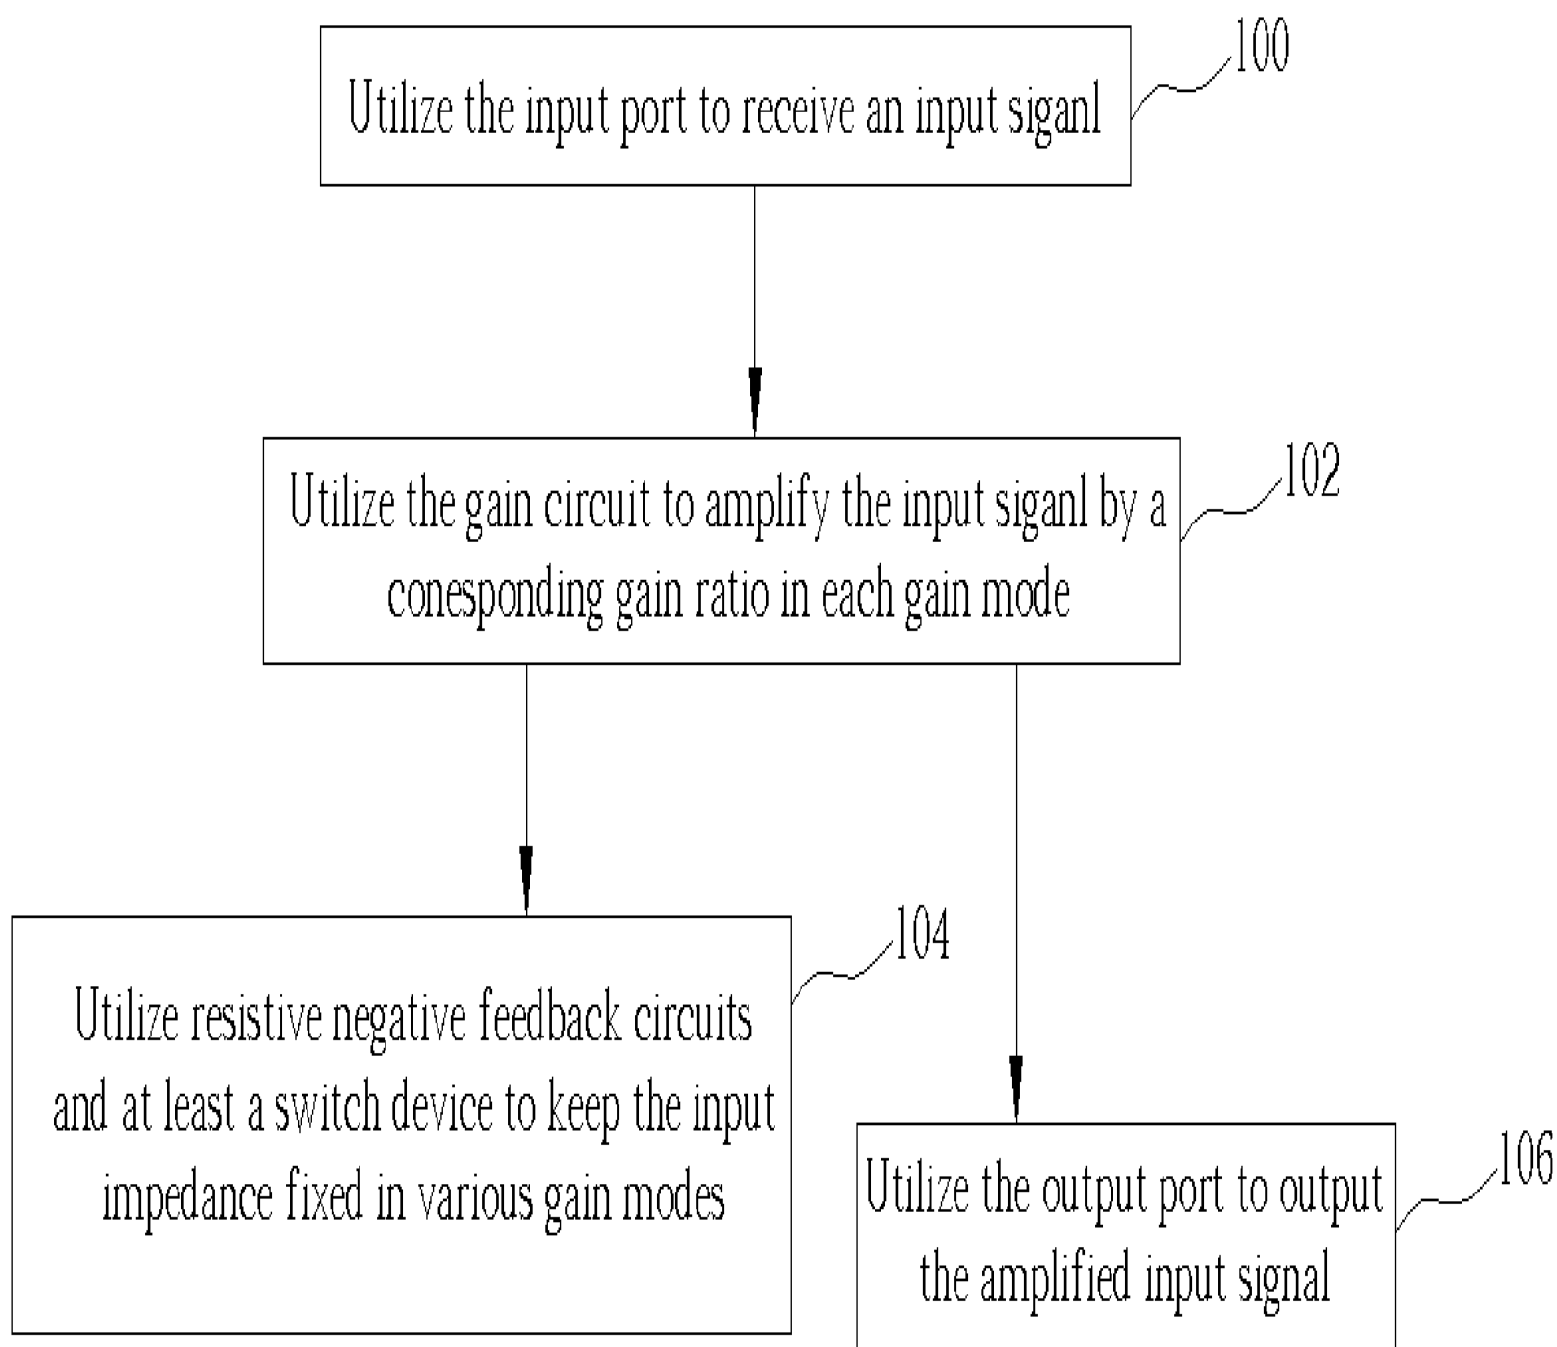 100
Utilize the input port to receive an input siganl
102
Utilize the gain circuit to amplify the input siganl by a
conesponding gain ratio in each gain mode
104
Utilize resistive negative feedback circuits
and at least a switch device to keep the input
impedance fixed in various gain modes
106
Utilize the output port to output
the amplified input signal